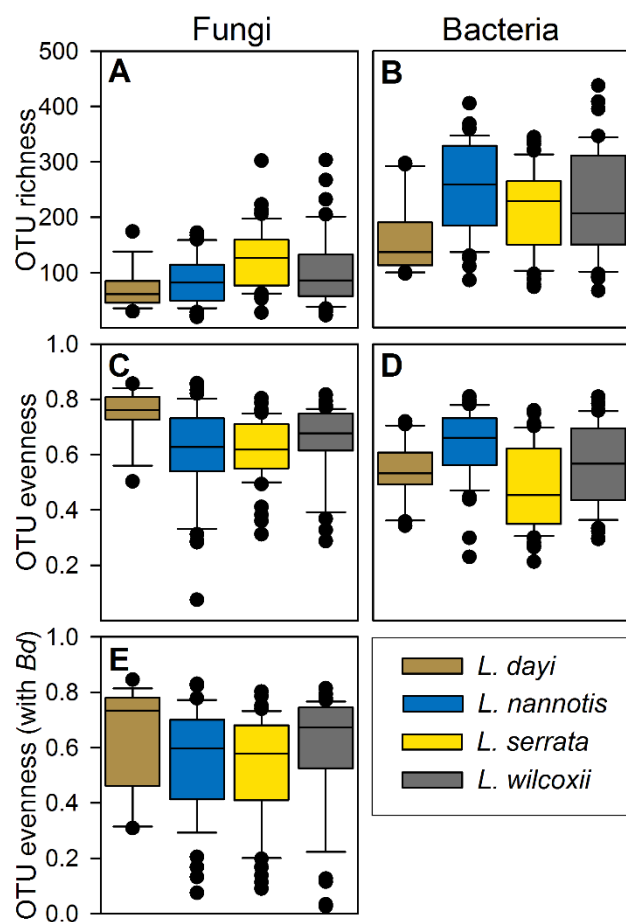 Fungi Bacteria
A
B
OTU richness
500
400
300
200
100
C
D
OTU evenness
1.0
0.8
0.6
0.4
0.2
E
OTU evenness (with Bd)
1.0
0.8
0.6
0.4
0.2
0.0
L. dayi
L. nannotis
L. serrata
L. wilcoxii